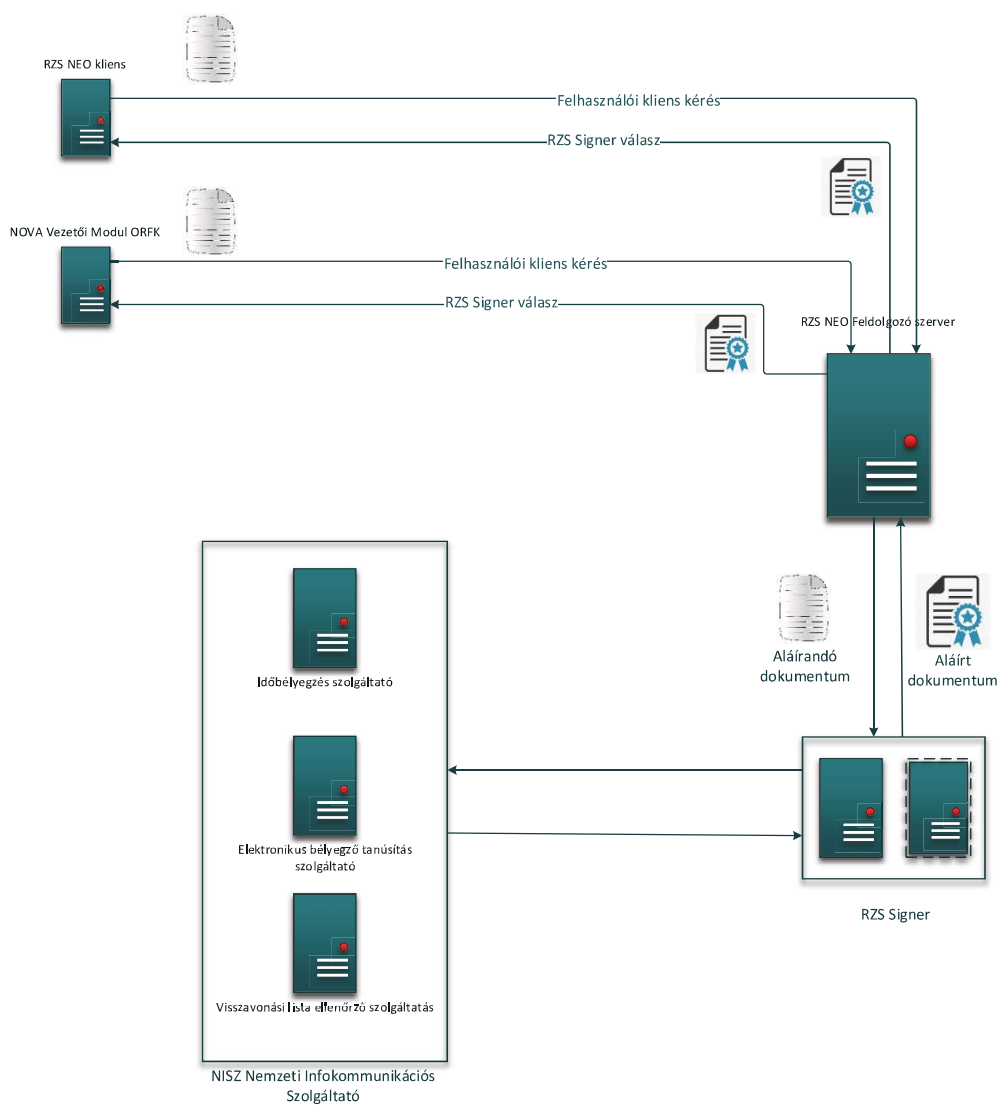 RZS NEO kliens
Felhasználói kliens kérés
RZS Signer válasz
NOVA Vezetői Modul ORFK
Felhasználói kliens kérés
RZS Signer válasz
RZS NEO Feldolgozó szerver
Aláírandó
dokumentum
Aláírt
dokumentum
Időbélyegzés szolgáltató
Elektronikus bélyegző tanúsítás
szolgáltató
Visszavonási lista ellenőrző szolgáltatás
RZS Signer
NISZ Nemzeti Infokommunikációs
Szolgáltató